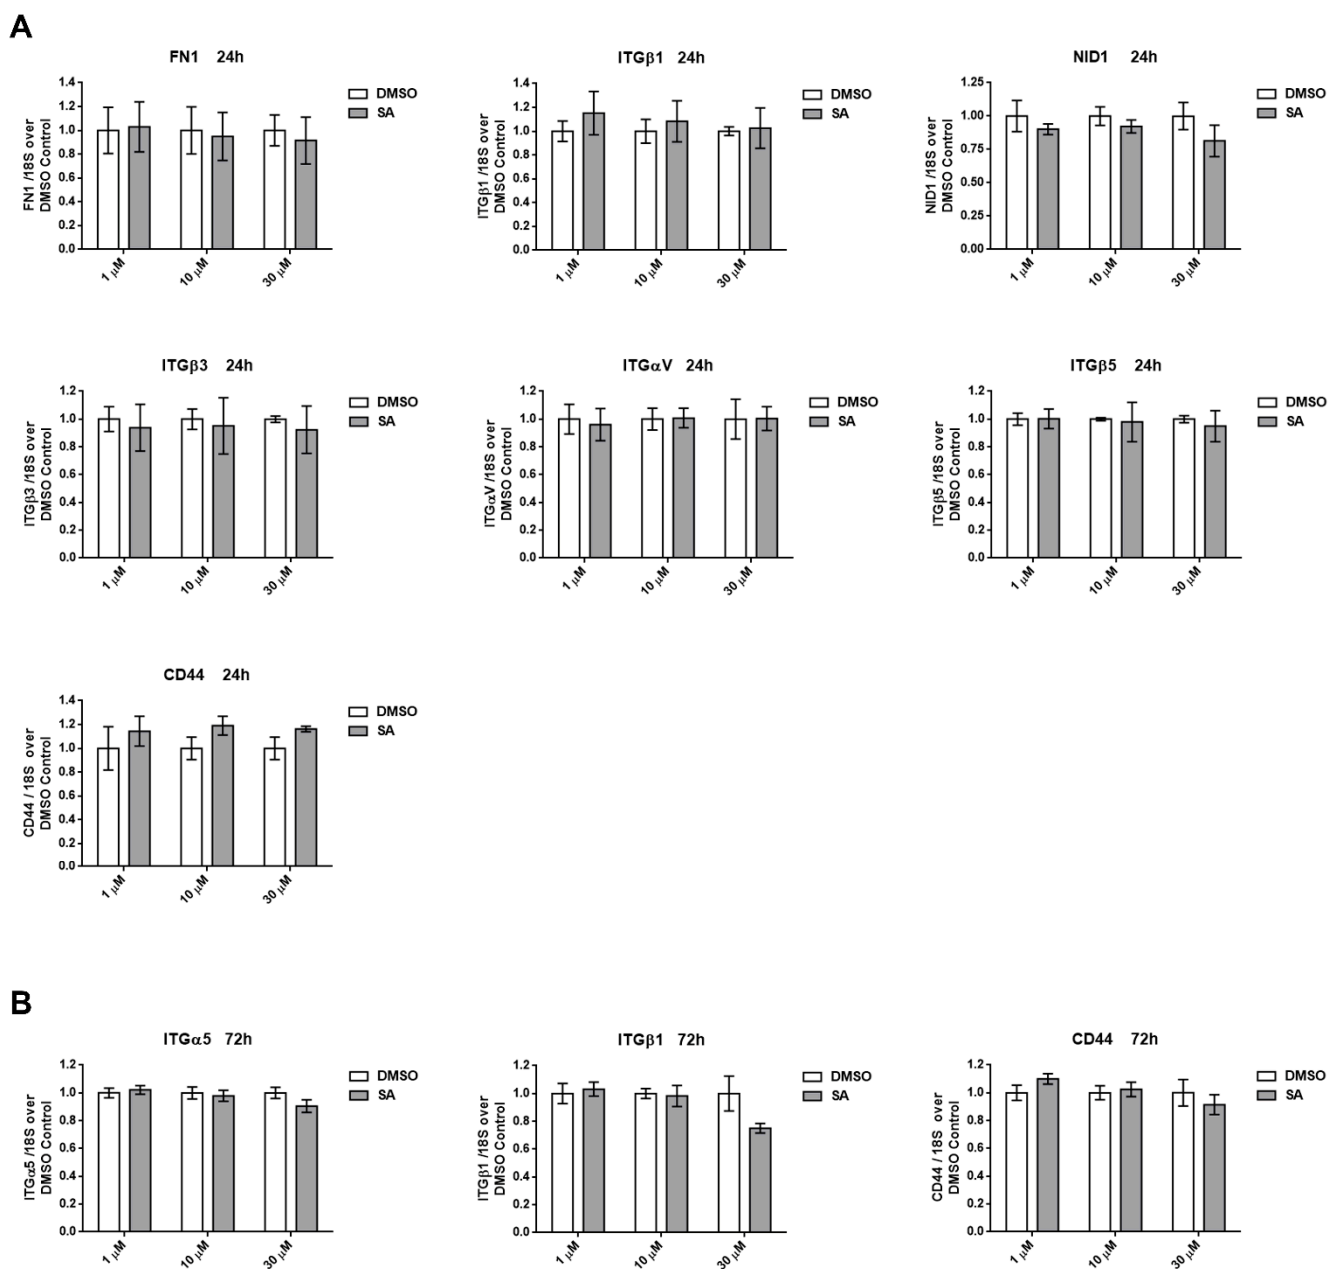 A
FN1 24h
FN1 /18S over
DMSO Control
1.4
1.2
1.0
0.8
0.6
0.4
0.2
0.0
1 μM
10 μM
30 μM
DMSO
SA
ITGβ1 24h
ITGβ1 /18S over
DMSO Control
1.4
1.2
1.0
0.8
0.6
0.4
0.2
0.0
1 μM
10 μM
30 μM
DMSO
SA
NID1 24h
NID1 /18S over
DMSO Control
1.25
1.00
0.75
0.50
0.25
0.00
1 μM
10 μM
30 μM
DMSO
SA
ITGβ3 24h
ITGβ3 /18S over
DMSO Control
1.2
1.0
0.8
0.6
0.4
0.2
0.0
1 μM
10 μM
30 μM
DMSO
SA
ITGαV 24h
ITGαV /18S over
DMSO Control
1.2
1.0
0.8
0.6
0.4
0.2
0.0
1 μM
10 μM
30 μM
DMSO
SA
ITGβ5 24h
ITGβ5 /18S over
DMSO Control
1.2
1.0
0.8
0.6
0.4
0.2
0.0
1 μM
10 μM
30 μM
DMSO
SA
CD44 24h
CD44 / 18S over
DMSO Control
1.4
1.2
1.0
0.8
0.6
0.4
0.2
0.0
1 μM
10 μM
30 μM
DMSO
SA
B
ITGα5 72h
ITGα5 /18S over
DMSO Control
1.2
1.0
0.8
0.6
0.4
0.2
0.0
1 μM
10 μM
30 μM
DMSO
SA
ITGβ1 72h
ITGβ1 /18S over
DMSO Control
1.2
1.0
0.8
0.6
0.4
0.2
0.0
1 μM
10 μM
30 μM
DMSO
SA
CD44 72h
CD44 / 18S over
DMSO Control
1.2
1.0
0.8
0.6
0.4
0.2
0.0
1 μM
10 μM
30 μM
DMSO
SA